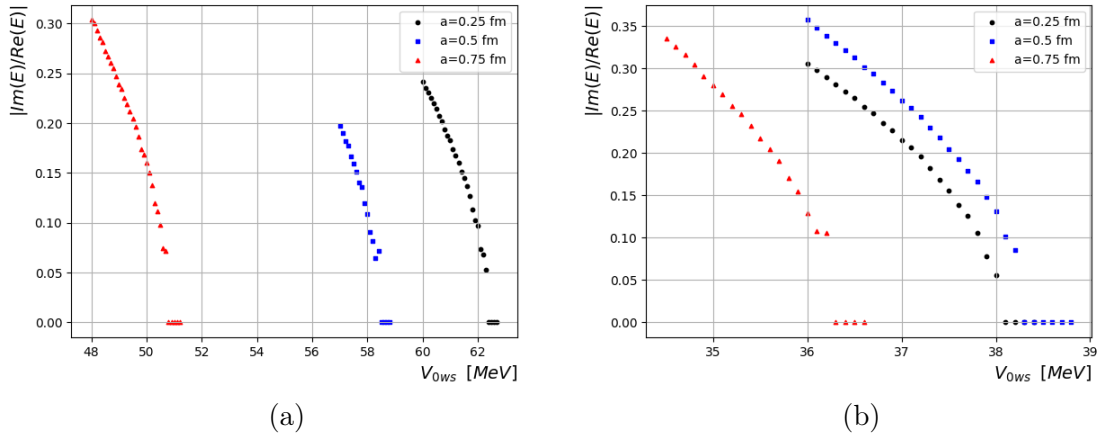 |Im(E)/Re(E)|
0.30
0.25
0.20
0.15
0.10
0.05
0.00
48 50 52 54 56 58 60 62
V0ws [MeV]
a=0.25 fm
a=0.5 fm
a=0.75 fm
(a)
|Im(E)/Re(E)|
0.35
0.30
0.25
0.20
0.15
0.10
0.05
0.00
35 36 37 38 39
V0ws [MeV]
a=0.25 fm
a=0.5 fm
a=0.75 fm
(b)